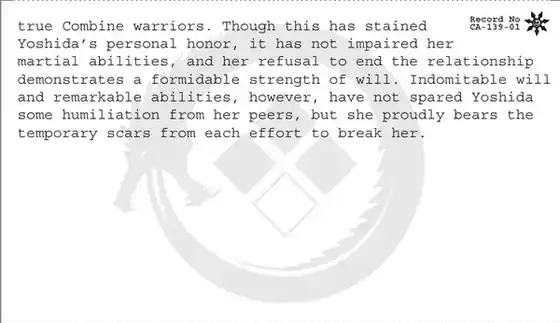 true Combine warriors. Though this has stained
Yoshida's personal honor, it has not impaired her
martial abilities, and her refusal to end the relationship
demonstrates a formidable strength of will. Indomitable will
and remarkable abilities, however, have not spared Yoshida
some humiliation from her peers, but she proudly bears the
temporary scars from each effort to break her.
Record No
CA-139-01